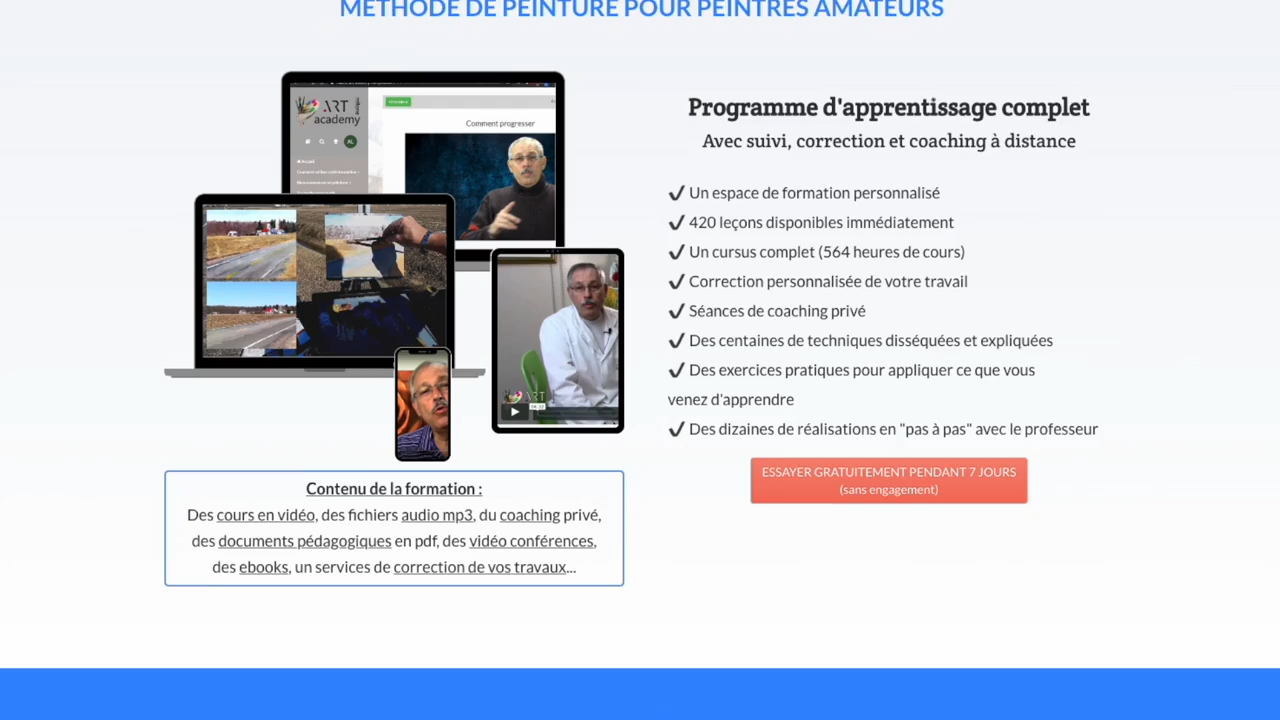 MÉTHODE DE PEINTURE POUR PEINTRES AMATEURS
ART
academy
AL
Accueil
Comment progresser
ART
Programme d'apprentissage complet
Avec suivi, correction et coaching à distance
✔ Un espace de formation personnalisé
✔ 420 leçons disponibles immédiatement
✔ Un cursus complet (564 heures de cours)
✔ Correction personnalisée de votre travail
✔ Séances de coaching privé
✔ Des centaines de techniques disséquées et expliquées
✔ Des exercices pratiques pour appliquer ce que vous
venez d'apprendre
✔ Des dizaines de réalisations en "pas à pas" avec le professeur
ESSAYER GRATUITEMENT PENDANT 7 JOURS
(sans engagement)
Contenu de la formation :
Des cours en vidéo, des fichiers audio mp3, du coaching privé,
des documents pédagogiques en pdf, des vidéo conférences,
des ebooks, un services de correction de vos travaux...